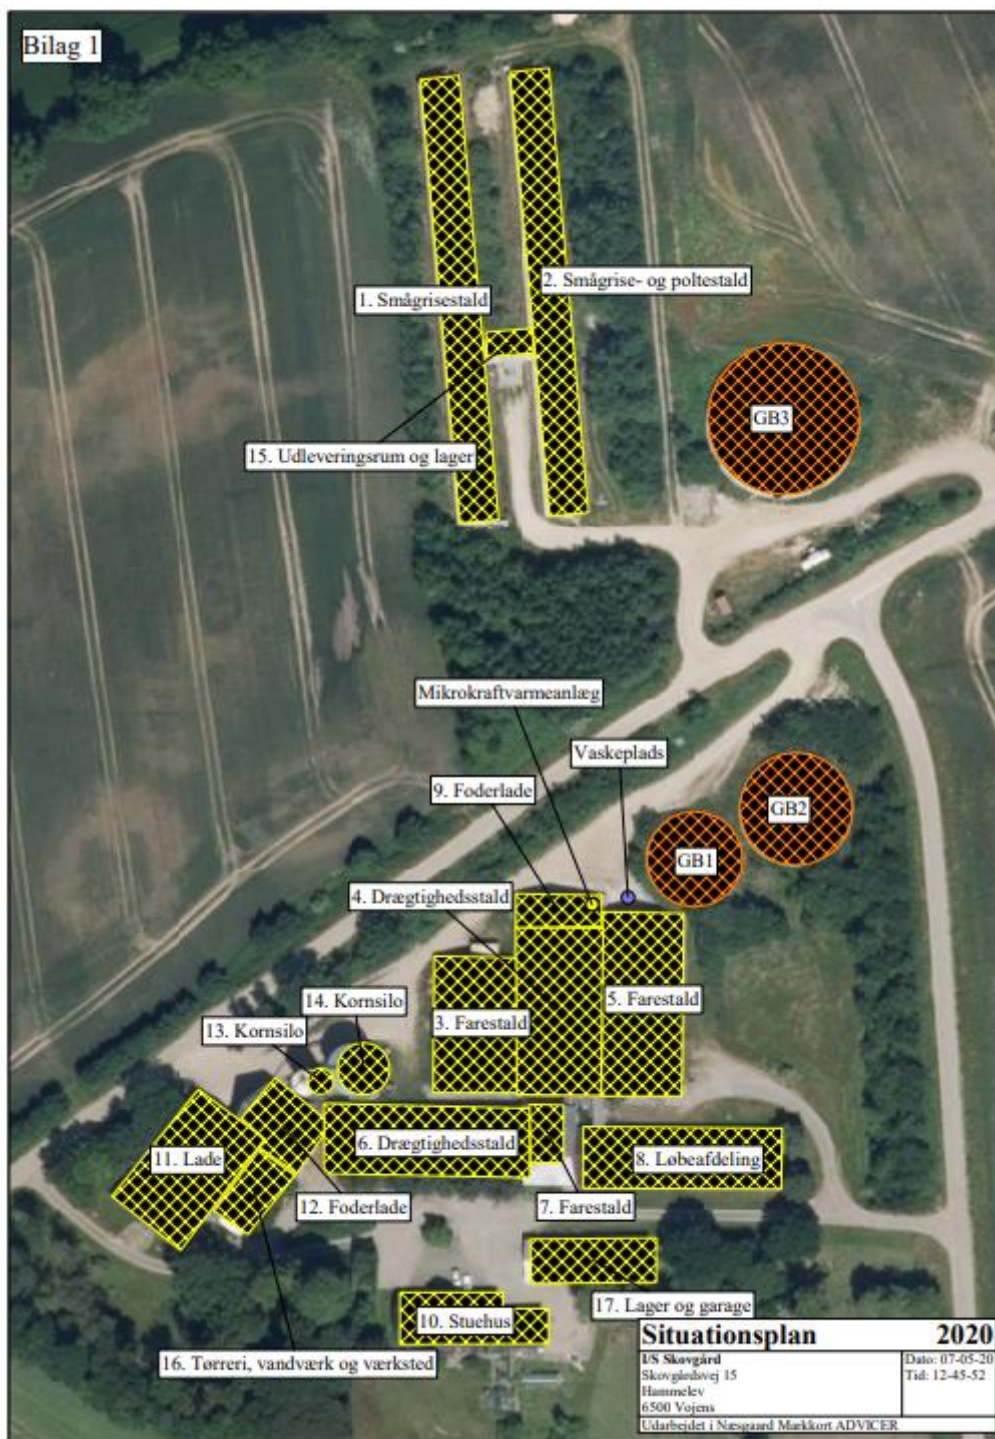 Bilag 1
2. Smågrise- og poltestald
1. Smågrisestald
GB3
15. Udleveringsrum og lager
Mikrokraftvarmeanlæg
Vaskeplads
9. Foderlade
GB2
GB1
4. Drægtighedsstald
14. Kornsilo
5. Farestald
3. Farestald
13. Kornsilo
6. Drægtighedsstald
11. Lade
8. Løbeafdeling
12. Foderlade
7. Farestald
17. Lager og garage
10. Stuehus
16. Tørreri, vandværk og værksted
Situationsplan 2020
I/S Skovgård
Skovgårdsvej 15
Hammelev
6500 Vojens
Dato: 07-05-20
Tid: 12-45-52
Udarbejdet i Næsgaard Markkort ADVICER